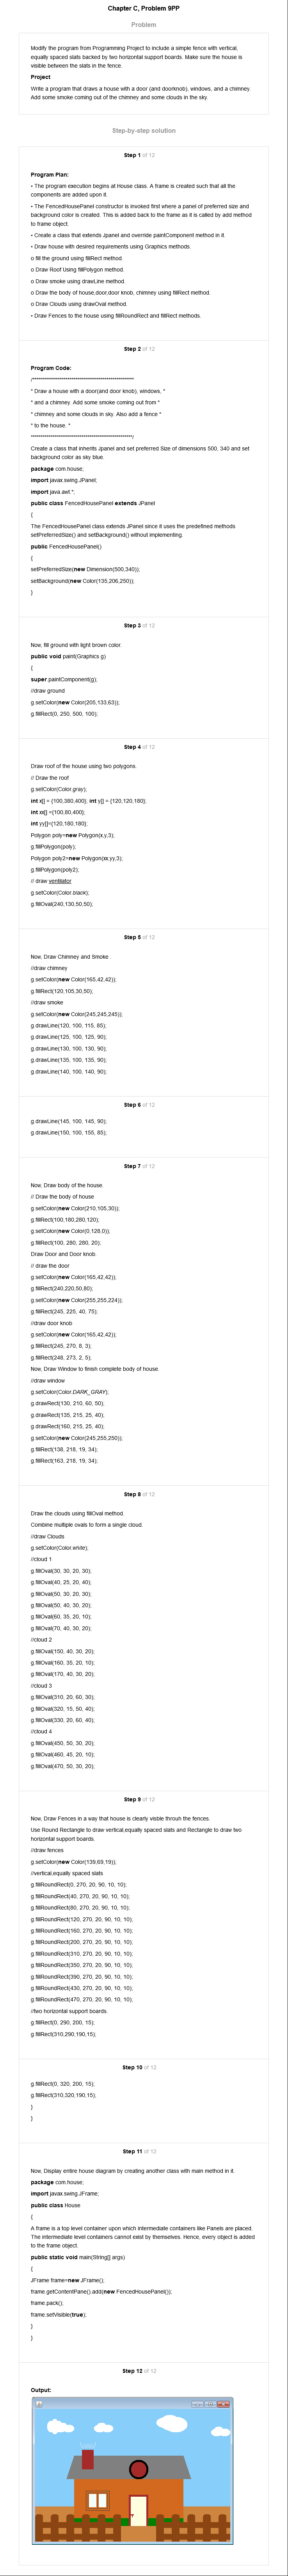 Chapter C, Problem 9PP
Problem
Modify the program from Programming Project to include a simple fence with vertical,
equally spaced slats backed by two horizontal support boards. Make sure the house is
visible between the slats in the fence.
Project
Write a program that draws a house with a door (and doorknob), windows, and a chimney.
Add some smoke coming out of the chimney and some clouds in the sky.
Step-by-step solution
Step 1 of 12
Program Plan:
• The program execution begins at House class. A frame is created such that all the
components are added upon it.
• The FencedHousePanel constructor is invoked first where a panel of preferred size and
background color is created. This is added back to the frame as it is called by add method
to frame object.
• Create a class that extends Jpanel and override paintComponent method in it.
• Draw house with desired requirements using Graphics methods.
o fill the ground using fillRect method.
o Draw Roof Using fillPolygon method.
o Draw smoke using drawLine method.
o Draw the body of house,door,door knob, chimney using fillRect method.
o Draw Clouds using drawOval method.
• Draw Fences to the house using fillRoundRect and fillRect methods.
Step 2 of 12
Program Code:
/**************************************************
* Draw a house with a door(and door knob), windows, *
* and a chimney. Add some smoke coming out from *
* chimney and some clouds in sky. Also add a fence *
* to the house. *
**************************************************/
Create a class that inherits Jpanel and set preferred Size of dimensions 500, 340 and set
background color as sky blue.
package com.house;
import javax.swing.JPanel;
import java.awt.*;
public class FencedHousePanel extends JPanel
{
The FencedHousePanel class extends JPanel since it uses the predefined methods
setPreferredSize() and setBackground() without implementing.
public FencedHousePanel()
{
setPreferredSize(new Dimension(500,340));
setBackground(new Color(135,206,250));
}
Step 3 of 12
Now, fill ground with light brown color.
public void paint(Graphics g)
{
super.paintComponent(g);
//draw ground
g.setColor(new Color(205,133,63));
g.fillRect(0, 250, 500, 100);
Step 4 of 12
Draw roof of the house using two polygons.
// Draw the roof
g.setColor(Color.gray);
int x[] = {100,380,400}; int y[] = {120,120,180};
int xx[] ={100,80,400};
int yy[]={120,180,180};
Polygon poly=new Polygon(x,y,3);
g.fillPolygon(poly);
Polygon poly2=new Polygon(xx,yy,3);
g.fillPolygon(poly2);
// draw ventilator
g.setColor(Color.black);
g.fillOval(240,130,50,50);
Step 5 of 12
Now, Draw Chimney and Smoke .
//draw chimney
g.setColor(new Color(165,42,42));
g.fillRect(120,105,30,50);
//draw smoke
g.setColor(new Color(245,245,245));
g.drawLine(120, 100, 115, 85);
g.drawLine(125, 100, 125, 90);
g.drawLine(130, 100, 130, 90);
g.drawLine(135, 100, 135, 90);
g.drawLine(140, 100, 140, 90);
Step 6 of 12
g.drawLine(145, 100, 145, 90);
g.drawLine(150, 100, 155, 85);
Step 7 of 12
Now, Draw body of the house.
// Draw the body of house
g.setColor(new Color(210,105,30));
g.fillRect(100,180,280,120);
g.setColor(new Color(0,128,0));
g.fillRect(100, 280, 280, 20);
Draw Door and Door knob.
// draw the door
g.setColor(new Color(165,42,42));
g.fillRect(240,220,50,80);
g.setColor(new Color(255,255,224));
g.fillRect(245, 225, 40, 75);
//draw door knob
g.setColor(new Color(165,42,42));
g.fillRect(245, 270, 8, 3);
g.fillRect(248, 273, 2, 5);
Now, Draw Window to finish complete body of house.
//draw window
g.setColor(Color.DARK_GRAY);
g.drawRect(130, 210, 60, 50);
g.drawRect(135, 215, 25, 40);
g.drawRect(160, 215, 25, 40);
g.setColor(new Color(245,255,250));
g.fillRect(138, 218, 19, 34);
g.fillRect(163, 218, 19, 34);
Step 8 of 12
Draw the clouds using fillOval method.
Combine multiple ovals to form a single cloud.
//draw Clouds
g.setColor(Color.white);
//cloud 1
g.fillOval(30, 30, 20, 30);
g.fillOval(40, 25, 20, 40);
g.fillOval(50, 30, 20, 30);
g.fillOval(50, 40, 30, 20);
g.fillOval(60, 35, 20, 10);
g.fillOval(70, 40, 30, 20);
//cloud 2
g.fillOval(150, 40, 30, 20);
g.fillOval(160, 35, 20, 10);
g.fillOval(170, 40, 30, 20);
//cloud 3
g.fillOval(310, 20, 60, 30);
g.fillOval(320, 15, 50, 40);
g.fillOval(330, 20, 60, 40);
//cloud 4
g.fillOval(450, 50, 30, 20);
g.fillOval(460, 45, 20, 10);
g.fillOval(470, 50, 30, 20);
Step 9 of 12
Now, Draw Fences in a way that house is clearly visble throuh the fences.
Use Round Rectangle to draw vertical,equally spaced slats and Rectangle to draw two
horizontal support boards.
//draw fences
g.setColor(new Color(139,69,19));
//vertical,equally spaced slats
g.fillRoundRect(0, 270, 20, 90, 10, 10);
g.fillRoundRect(40, 270, 20, 90, 10, 10);
g.fillRoundRect(80, 270, 20, 90, 10, 10);
g.fillRoundRect(120, 270, 20, 90, 10, 10);
g.fillRoundRect(160, 270, 20, 90, 10, 10);
g.fillRoundRect(200, 270, 20, 90, 10, 10);
g.fillRoundRect(310, 270, 20, 90, 10, 10);
g.fillRoundRect(350, 270, 20, 90, 10, 10);
g.fillRoundRect(390, 270, 20, 90, 10, 10);
g.fillRoundRect(430, 270, 20, 90, 10, 10);
g.fillRoundRect(470, 270, 20, 90, 10, 10);
//two horizontal support boards.
g.fillRect(0, 290, 200, 15);
g.fillRect(310,290,190,15);
Step 10 of 12
g.fillRect(0, 320, 200, 15);
g.fillRect(310,320,190,15);
}
}
Step 11 of 12
Now, Display entire house diagram by creating another class with main method in it.
package com.house;
import javax.swing.JFrame;
public class House
{
A frame is a top level container upon which intermediate containers like Panels are placed.
The intermediate level containers cannot exist by themselves. Hence, every object is added
to the frame object.
public static void main(String[] args)
{
JFrame frame=new JFrame();
frame.getContentPane().add(new FencedHousePanel());
frame.pack();
frame.setVisible(true);
}
}
Step 12 of 12
Output: